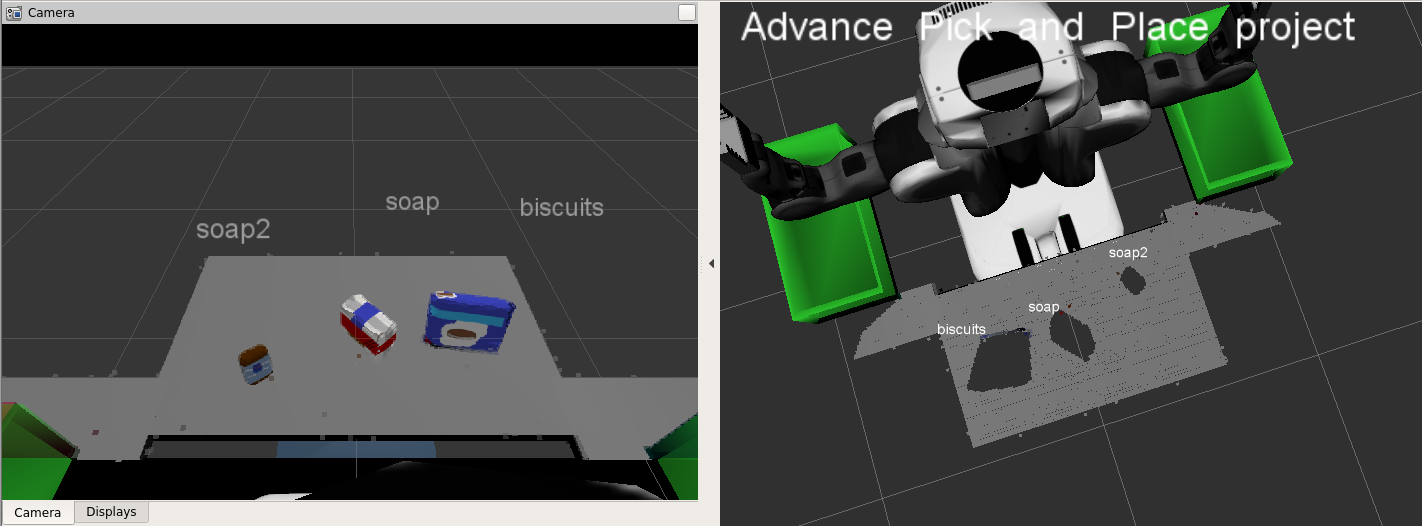 Camera
soap
biscuits
soap2
Camera
Displays
Advance Pick and Place project
soap2
soap
biscuits